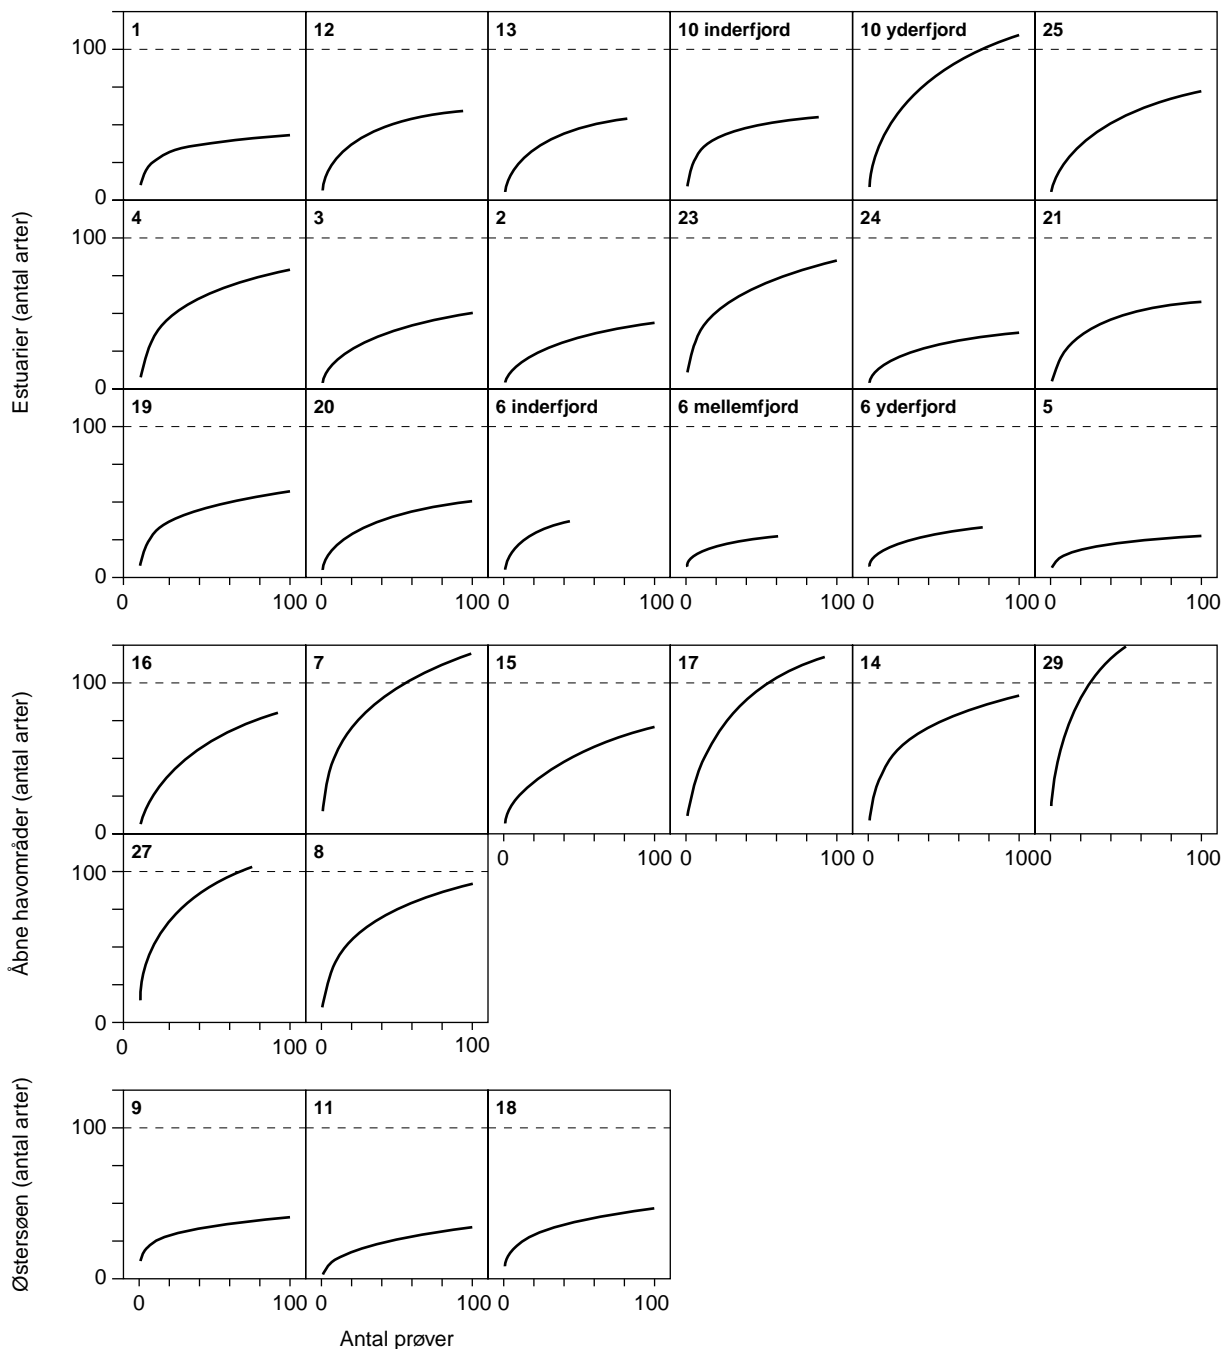 1 12 13 10 inderfjord 10 yderfjord 25
100
0
4 3 2 23 24 21
100
0
19 20 6 inderfjord 6 mellemfjord 6 yderfjord 5
100
0
0 100 0 100 0 100 0 100 0 100 0 100
Estuarier (antal arter)
16 7 15 17 14 29
100
0
0 100 0 100 0 100 0 100
27 8
100
0
0 100 0 100
Åbne havområder (antal arter)
9 11 18
100
0
0 100 0 100 0 100
Østersøen (antal arter)
Antal prøver